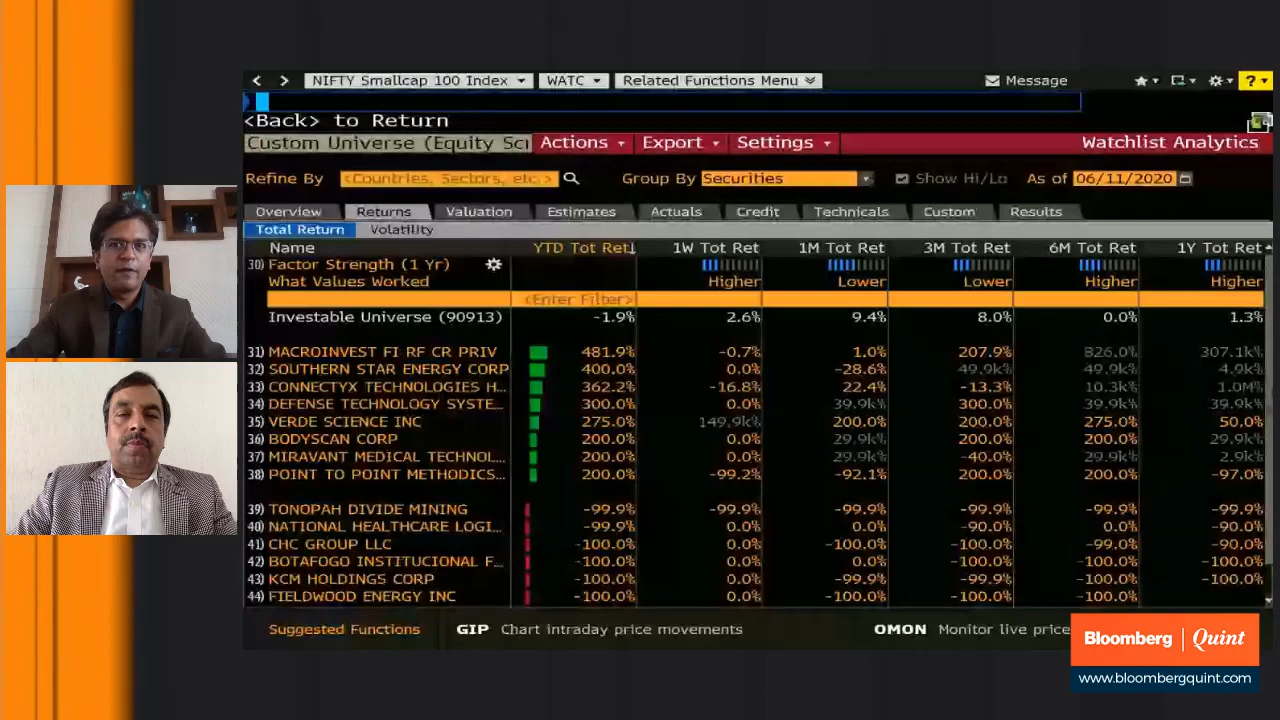 < > NIFTY Smallcap 100 Index WATC Related Functions Menu Message ?
<Back> to Return
Custom Universe (Equity Scr Actions Export Settings Watchlist Analytics
Refine By <Countries, Sectors, etc.> Group By Securities Show Hi/Lo As of 06/11/2020
Overview Returns Valuation Estimates Actuals Credit Technicals Custom Results
Total Return Volatility
Name YTD Tot Ret↓ 1W Tot Ret 1M Tot Ret 3M Tot Ret 6M Tot Ret 1Y Tot Ret
30) Factor Strength (1 Yr)
What Values Worked Higher Lower Lower Higher Higher
<Enter Filter>
Investable Universe (90913) -1.9% 2.6% 9.4% 8.0% 0.0% 1.3%
31) MACROINVEST FI RF CR PRIV 481.9% -0.7% 1.0% 207.9% 826.0% 307.1k%
32) SOUTHERN STAR ENERGY CORP 400.0% 0.0% -28.6% 49.9k% 49.9k% 4.9k%
33) CONNECTYX TECHNOLOGIES H... 362.2% -16.8% 22.4% -13.3% 10.3k% 1.0M%
34) DEFENSE TECHNOLOGY SYSTE... 300.0% 0.0% 39.9k% 300.0% 39.9k% 39.9k%
35) VERDE SCIENCE INC 275.0% 149.9k% 200.0% 200.0% 275.0% 50.0%
36) BODYSCAN CORP 200.0% 0.0% 29.9k% 200.0% 200.0% 29.9k%
37) MIRAVANT MEDICAL TECHNOL... 200.0% 0.0% 29.9k% -40.0% 29.9k% 2.9k%
38) POINT TO POINT METHODICS... 200.0% -99.2% -92.1% 200.0% 200.0% -97.0%
39) TONOPAH DIVIDE MINING -99.9% -99.9% -99.9% -99.9% -99.9% -99.9%
40) NATIONAL HEALTHCARE LOGI... -99.9% 0.0% 0.0% -90.0% 0.0% -90.0%
41) CHC GROUP LLC -100.0% 0.0% -100.0% -100.0% -99.0% -90.0%
42) BOTAFOGO INSTITUCIONAL F... -100.0% 0.0% -100.0% -100.0% -100.0% -100.0%
43) KCM HOLDINGS CORP -100.0% 0.0% -99.9% -99.9% -100.0% -100.0%
44) FIELDWOOD ENERGY INC -100.0% 0.0% -100.0% -100.0% -100.0%
Suggested Functions GIP Chart intraday price movements OMON Monitor live price
Bloomberg | Quint
www.bloombergquint.com